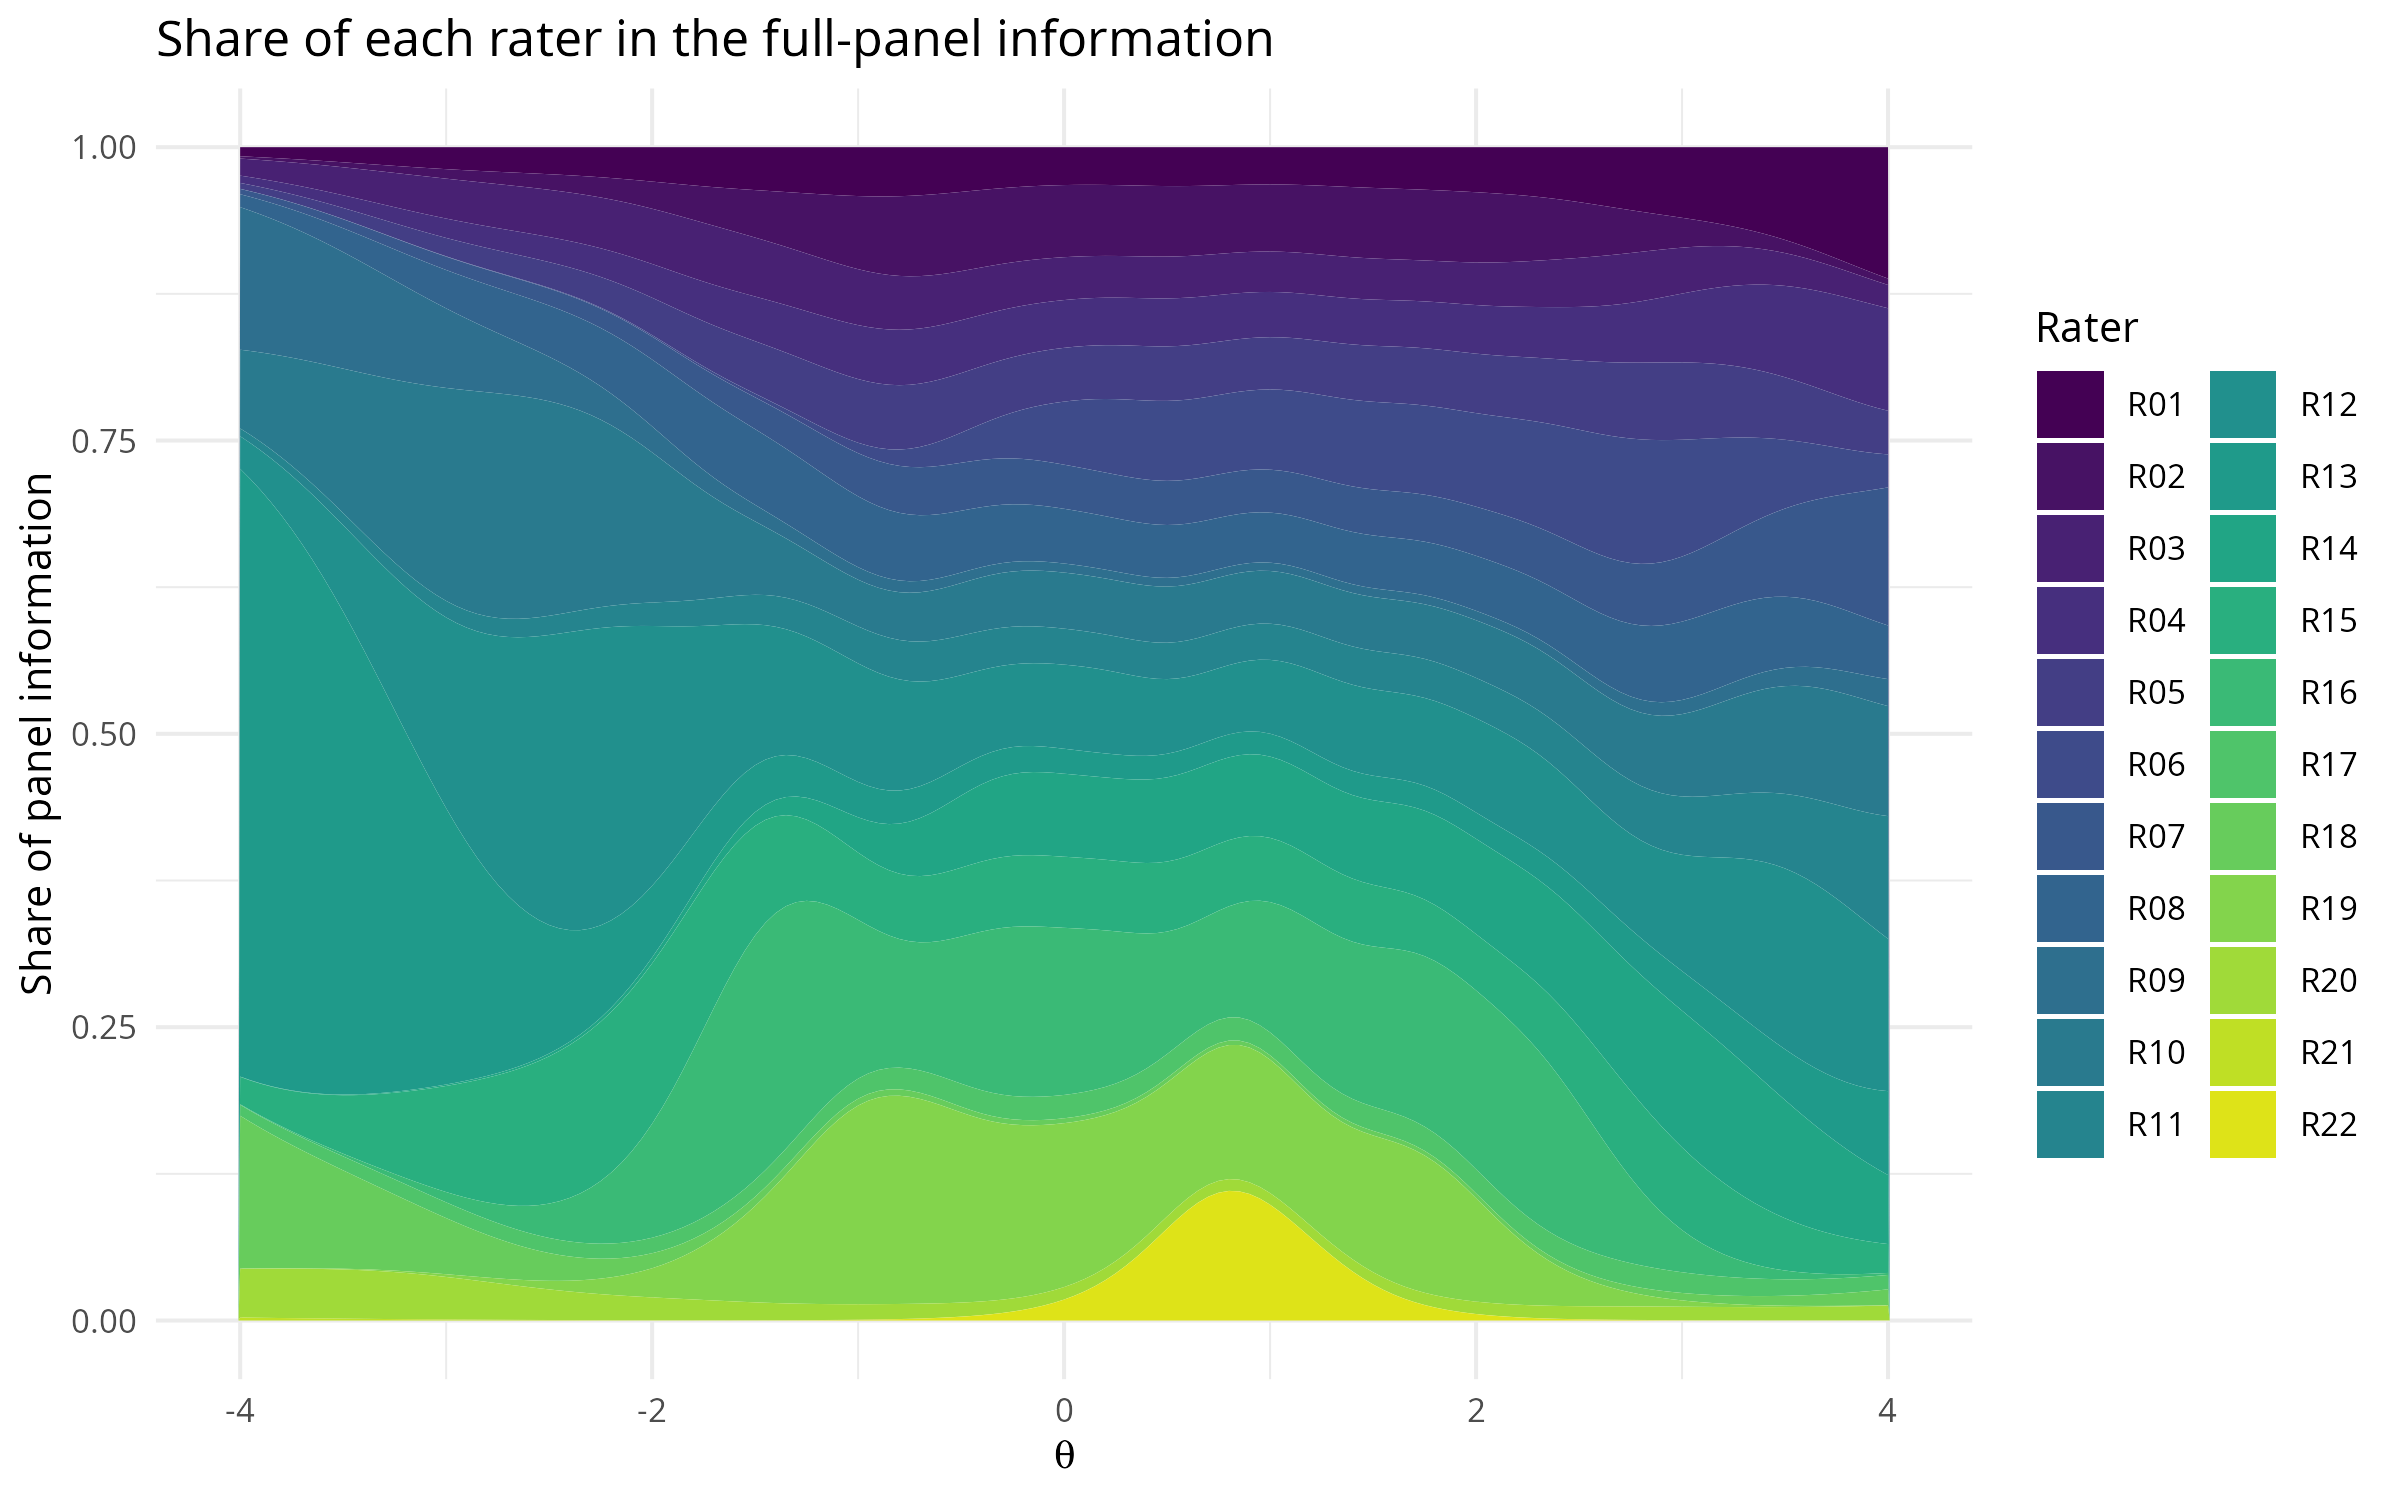 Share of each rater in the full-panel information
Share of panel information
1.00
0.75
0.50
0.25
0.00
-4
-2
0
2
4
θ
Rater
R01
R02
R03
R04
R05
R06
R07
R08
R09
R10
R11
R12
R13
R14
R15
R16
R17
R18
R19
R20
R21
R22